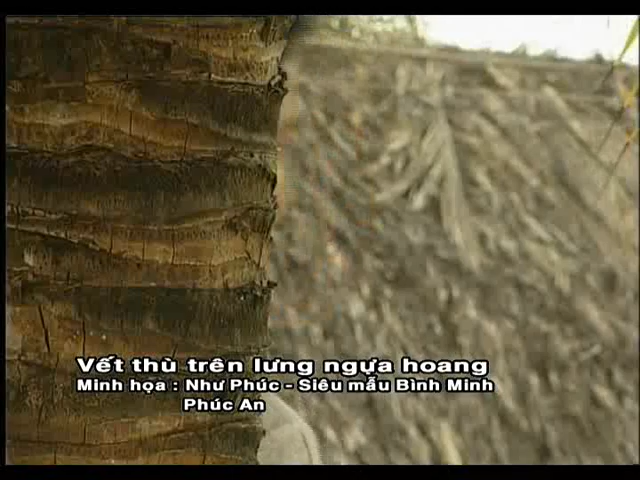 Vết thù trên lưng ngựa hoang
Minh họa : Như Phúc - Siêu mẫu Bình Minh
Phúc An